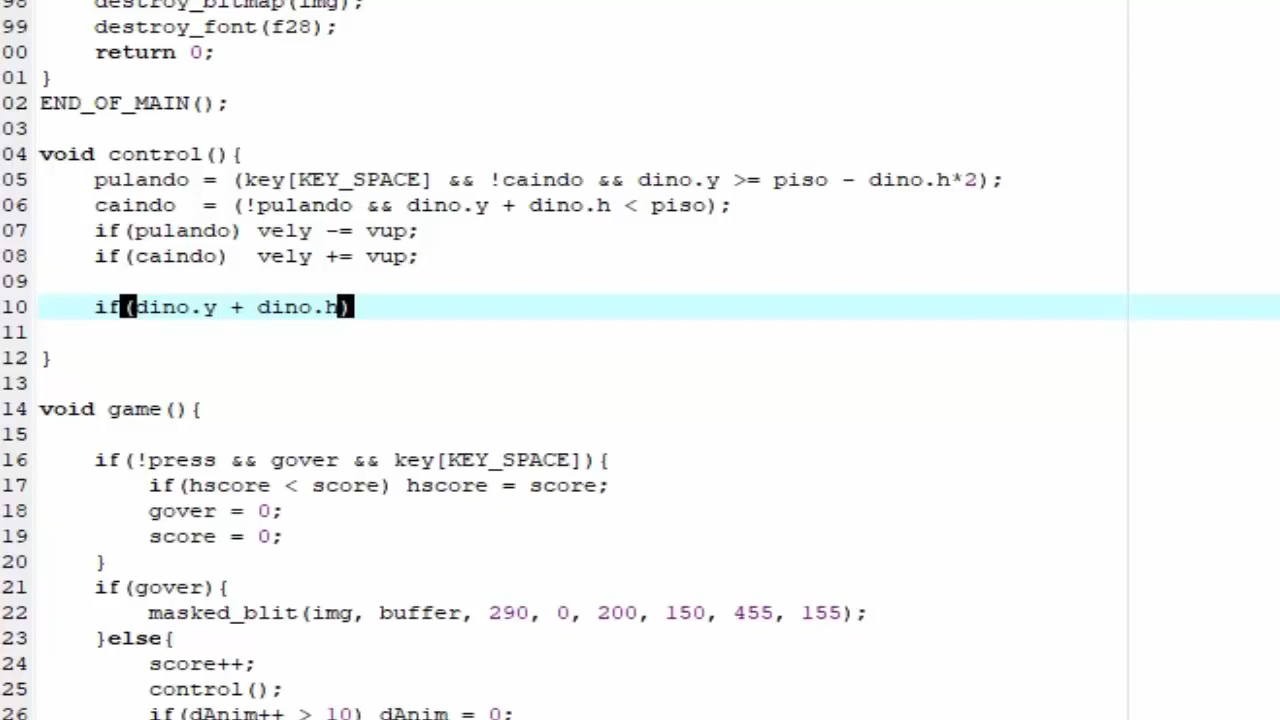 98 destroy_bitmap(img);
99 destroy_font(f28);
00 return 0;
01 }
02 END_OF_MAIN();
03
04 void control(){
05 pulando = (key[KEY_SPACE] && !caindo && dino.y >= piso - dino.h*2);
06 caindo  = (!pulando && dino.y + dino.h < piso);
07 if(pulando) vely -= vup;
08 if(caindo)  vely += vup;
09
10 if(dino.y + dino.h)
11
12 }
13
14 void game(){
15
16 if(!press && gover && key[KEY_SPACE]){
17 if(hscore < score) hscore = score;
18 gover = 0;
19 score = 0;
20 }
21 if(gover){
22 masked_blit(img, buffer, 290, 0, 200, 150, 455, 155);
23 }else{
24 score++;
25 control();
26 if(dAnim++ > 10) dAnim = 0;